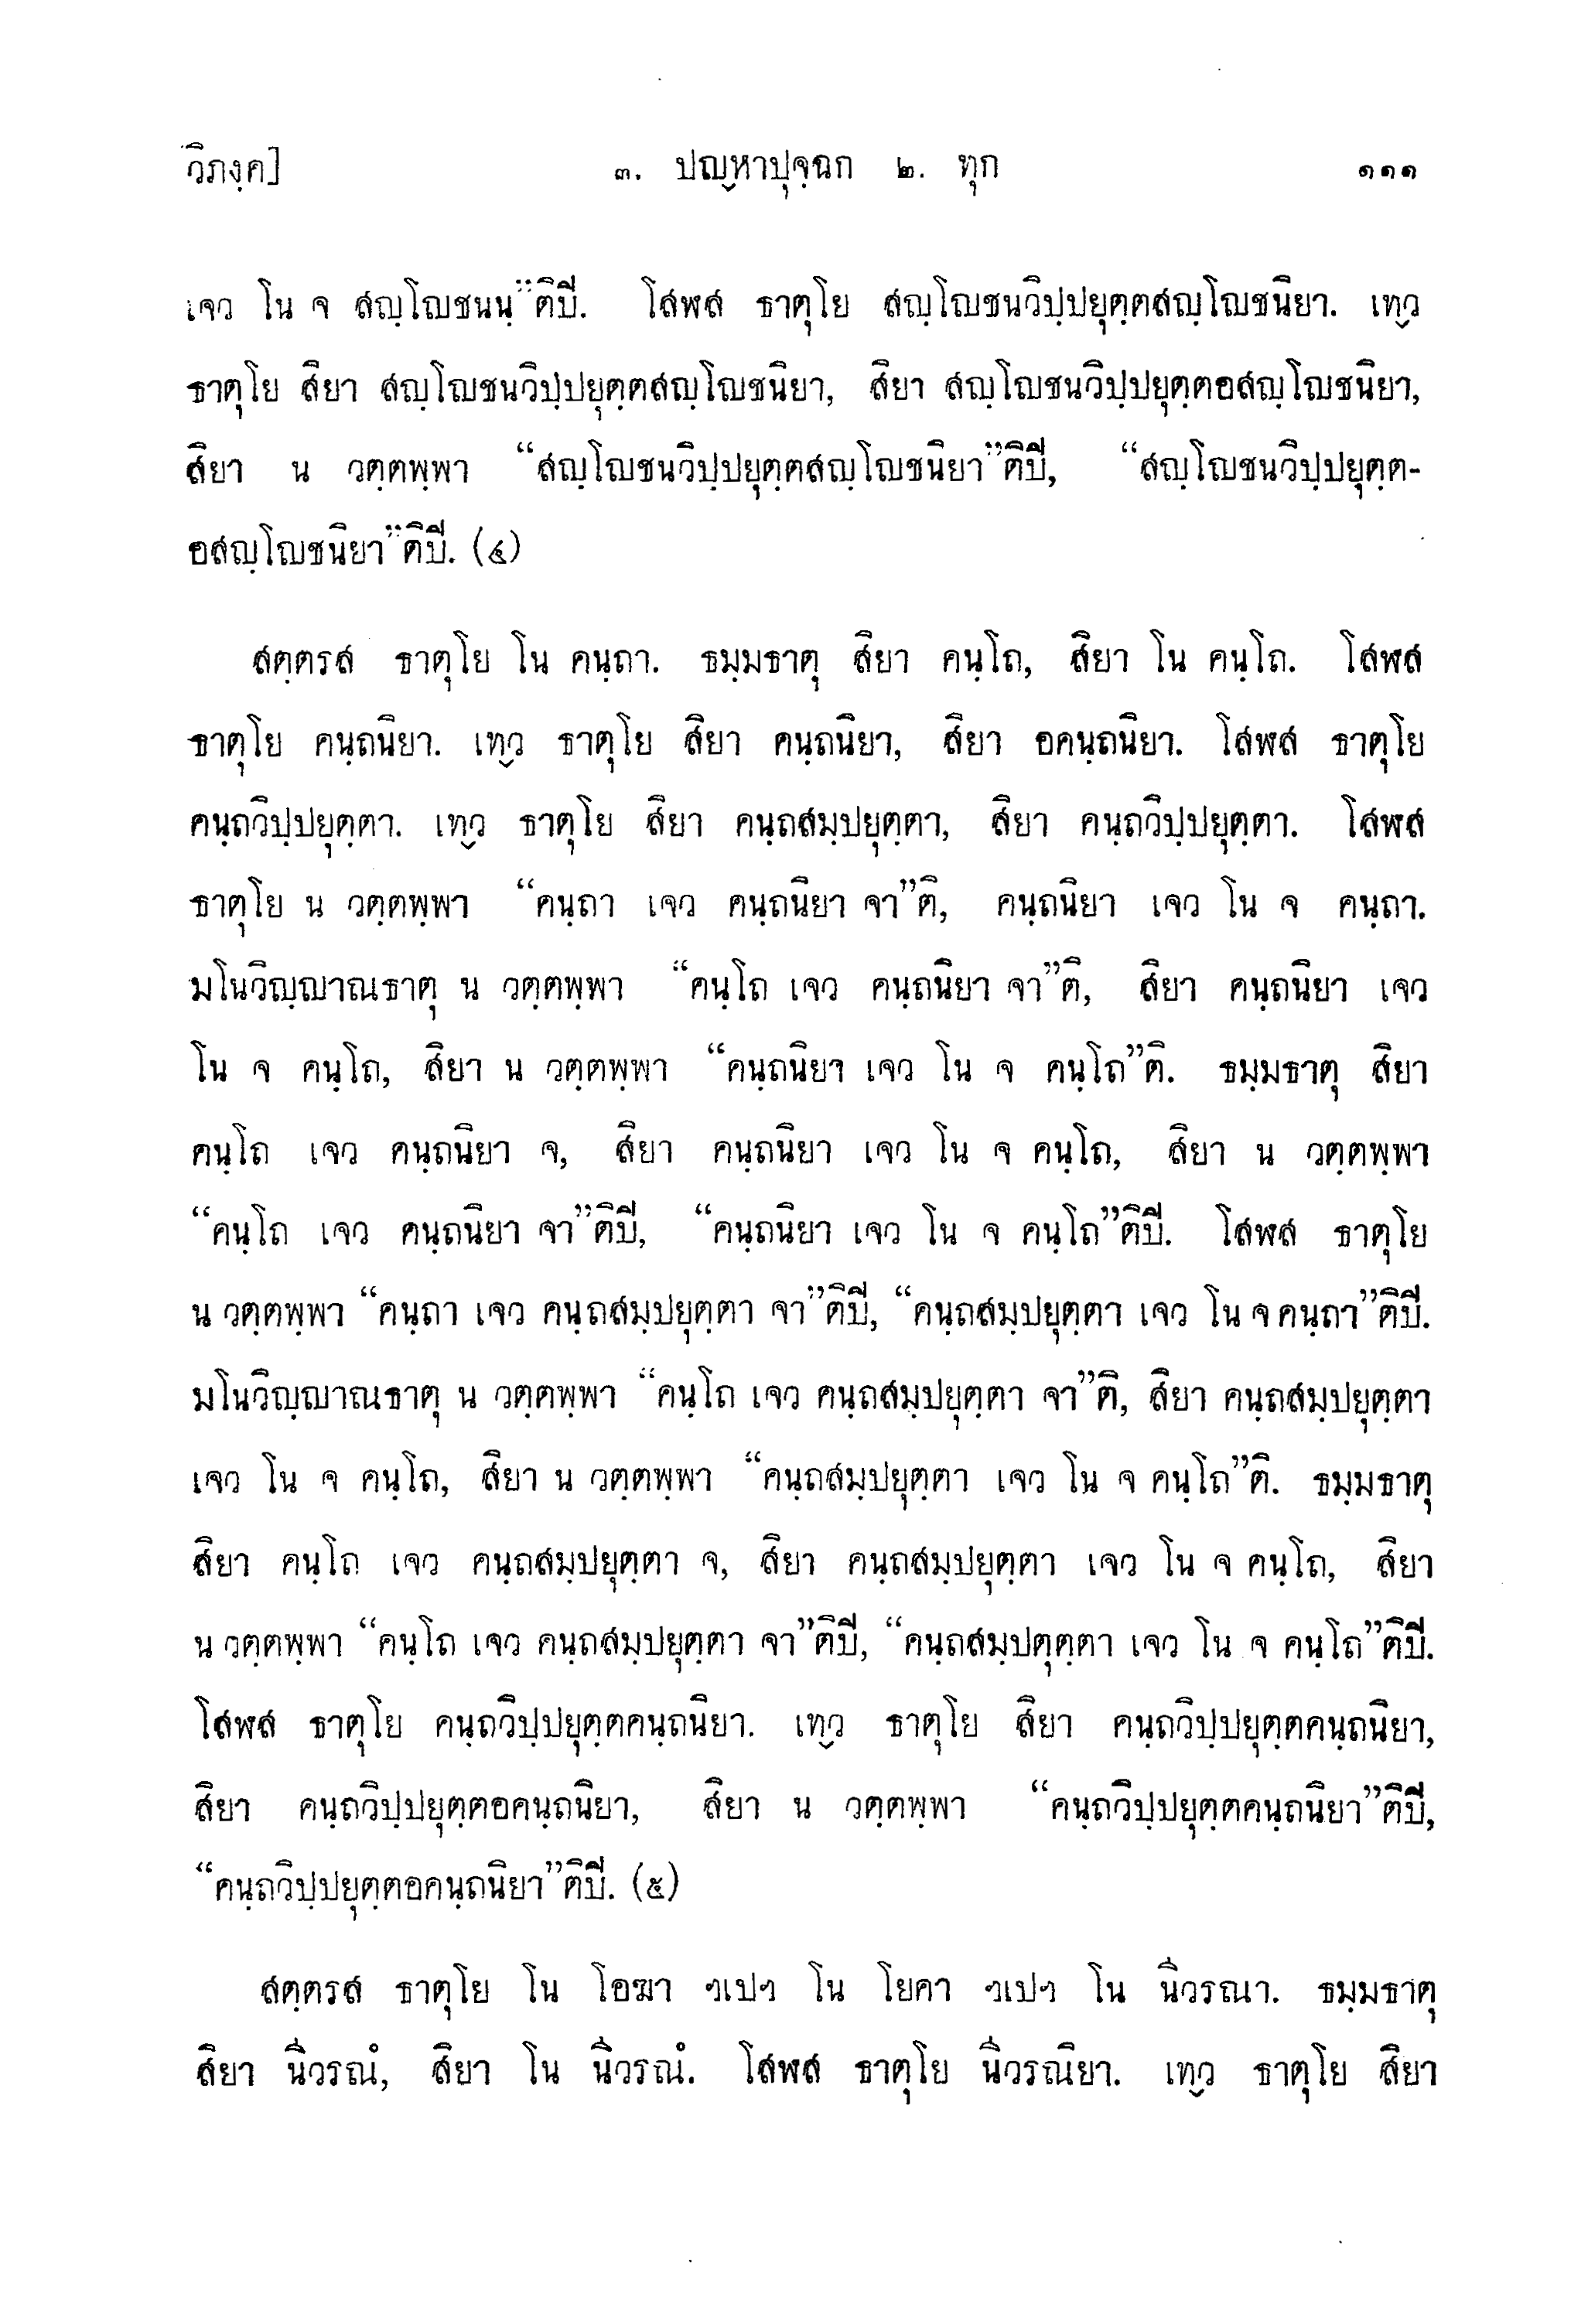 วิภงฺค]	๓. ปญฺหาปุจฺฉก ๒. ทุก	๑๑๑
เจว โน จ สญฺโญชนนฺ”ติปี. โสฬส ธาตุโย สญฺโญชนวิปฺปยุตฺตสญฺโญชนิยา. เทฺว
ธาตุโย สิยา สญฺโญชนวิปฺปยุตฺตสญฺโญชนิยา, สิยา สญฺโญชนวิปฺปยุตฺตอสญฺโญชนิยา,
สิยา น วตฺตพฺพา “สญฺโญชนวิปฺปยุตฺตสญฺโญชนิยา”ติปี, “สญฺโญชนวิปฺปยุตฺต-
อสญฺโญชนิยา”ติปี. (๔)
สตฺตรส ธาตุโย โน คนฺถา. ธมฺมธาตุ สิยา คนฺโถ, สิยา โน คนฺโถ. โสฬส
ธาตุโย คนฺถนิยา. เทฺว ธาตุโย สิยา คนฺถนิยา, สิยา อคนฺถนิยา. โสฬส ธาตุโย
คนฺถวิปฺปยุตฺตา. เทฺว ธาตุโย สิยา คนฺถสมฺปยุตฺตา, สิยา คนฺถวิปฺปยุตฺตา. โสฬส
ธาตุโย น วตฺตพฺพา “คนฺถา เจว คนฺถนิยา จา”ติ, คนฺถนิยา เจว โน จ คนฺถา.
มโนวิญฺญาณธาตุ น วตฺตพฺพา “คนฺโถ เจว คนฺถนิยา จา”ติ, สิยา คนฺถนิยา เจว
โน จ คนฺโถ, สิยา น วตฺตพฺพา “คนฺถนิยา เจว โน จ คนฺโถ”ติ. ธมฺมธาตุ สิยา
คนฺโถ เจว คนฺถนิยา จ, สิยา คนฺถนิยา เจว โน จ คนฺโถ, สิยา น วตฺตพฺพา
“คนฺโถ เจว คนฺถนิยา จา”ติปี, “คนฺถนิยา เจว โน จ คนฺโถ”ติปี. โสฬส ธาตุโย
น วตฺตพฺพา “คนฺถา เจว คนฺถสมฺปยุตฺตา จา”ติปี, “คนฺถสมฺปยุตฺตา เจว โน จ คนฺถา”ติปี.
มโนวิญฺญาณธาตุ น วตฺตพฺพา “คนฺโถ เจว คนฺถสมฺปยุตฺตา จา”ติ, สิยา คนฺถสมฺปยุตฺตา
เจว โน จ คนฺโถ, สิยา น วตฺตพฺพา “คนฺถสมฺปยุตฺตา เจว โน จ คนฺโถ”ติ. ธมฺมธาตุ
สิยา คนฺโถ เจว คนฺถสมฺปยุตฺตา จ, สิยา คนฺถสมฺปยุตฺตา เจว โน จ คนฺโถ, สิยา
น วตฺตพฺพา “คนฺโถ เจว คนฺถสมฺปยุตฺตา จา”ติปี, “คนฺถสมฺปตุตฺตา เจว โน จ คนฺโถ”ติปี.
โสฬส ธาตุโย คนฺถวิปฺปยุตฺตคนฺถนิยา. เทฺว ธาตุโย สิยา คนฺถวิปฺปยุตฺตคนฺถนิยา,
สิยา คนฺถวิปฺปยุตฺตอคนฺถนิยา, สิยา น วตฺตพฺพา “คนฺถวิปฺปยุตฺตคนฺถนิยา”ติปี,
“คนฺถวิปฺปยุตฺตอคนฺถนิยา”ติปี. (๕)
สตฺตรส ธาตุโย โน โอฆา ฯเปฯ โน โยคา ฯเปฯ โน นีวรณา. ธมฺมธาตุ
สิยา นีวรณํ, สิยา โน นีวรณํ. โสฬส ธาตุโย นีวรณิยา. เทฺว ธาตุโย สิยา